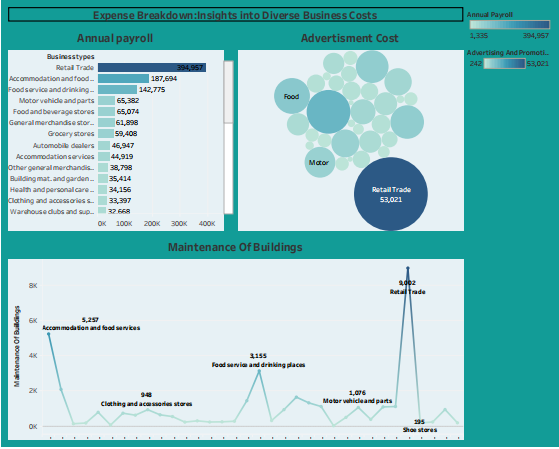 Expense Breakdown:Insights into Diverse Business Costs
Annual Payroll
1,335 394,957
Advertising And Promoti..
242 53,021
Annual payroll
Business types
Retail Trade 394,957
Accommodation and food .. 187,694
Food service and drinking .. 142,775
Motor vehicle and parts 65,382
Food and beverage stores 65,074
General merchandise stor.. 61,898
Grocery stores 59,408
Automobile dealers 46,947
Accommodation services 44,919
Other general merchandis.. 38,798
Building mat. and garden .. 35,414
Health and personal care .. 34,156
Clothing and accessories s.. 33,397
Warehouse clubs and sup.. 32,668
0K 100K 200K 300K 400K
Advertisment Cost
Food
Motor
Retail Trade
53,021
Maintenance Of Buildings
Maintenance Of Buildings
8K
6K
4K
2K
0K
5,257
Accommodation and food services
948
Clothing and accessories stores
3,155
Food service and drinking places
1,076
Motor vehicle and parts
9,002
Retail Trade
195
Shoe stores